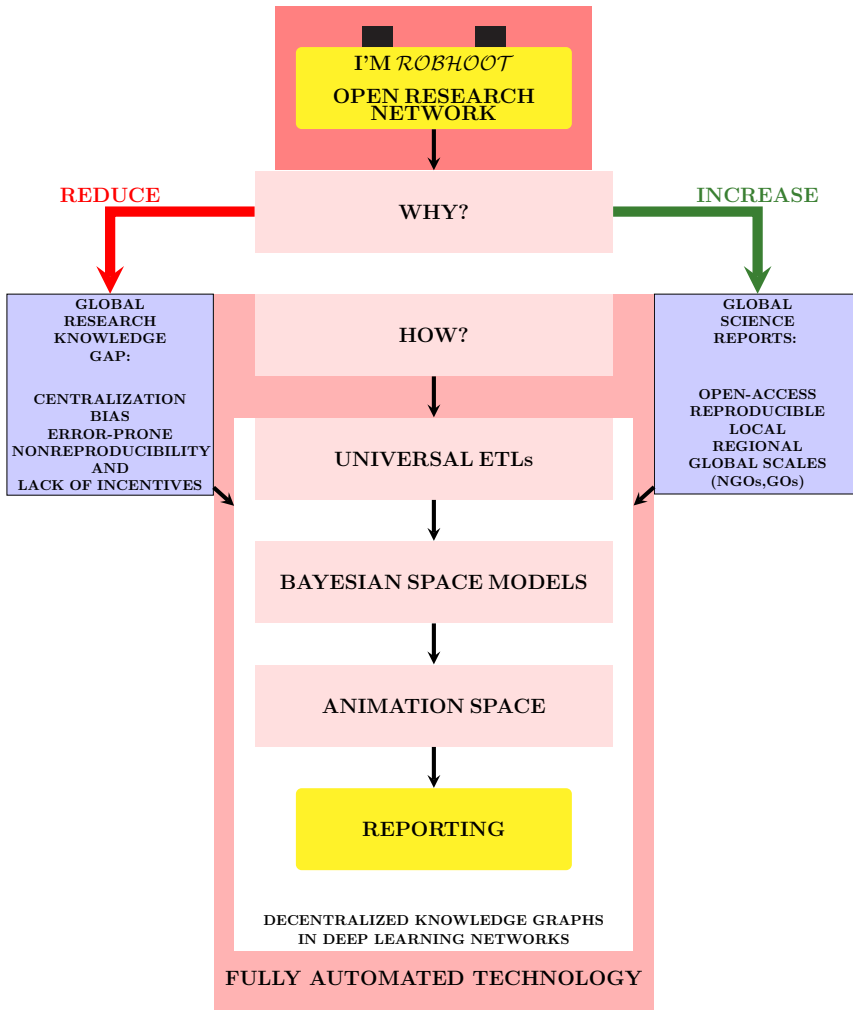 I'M ROBHOOT
OPEN RESEARCH
NETWORK
REDUCE
INCREASE
WHY?
GLOBAL
RESEARCH
KNOWLEDGE
GAP:
CENTRALIZATION
BIAS
ERROR-PRONE
NONREPRODUCIBILITY
AND
LACK OF INCENTIVES
HOW?
GLOBAL
SCIENCE
REPORTS:
OPEN-ACCESS
REPRODUCIBLE
LOCAL
REGIONAL
GLOBAL SCALES
(NGOs,GOs)
UNIVERSAL ETLs
BAYESIAN SPACE MODELS
ANIMATION SPACE
REPORTING
DECENTRALIZED KNOWLEDGE GRAPHS
IN DEEP LEARNING NETWORKS
FULLY AUTOMATED TECHNOLOGY